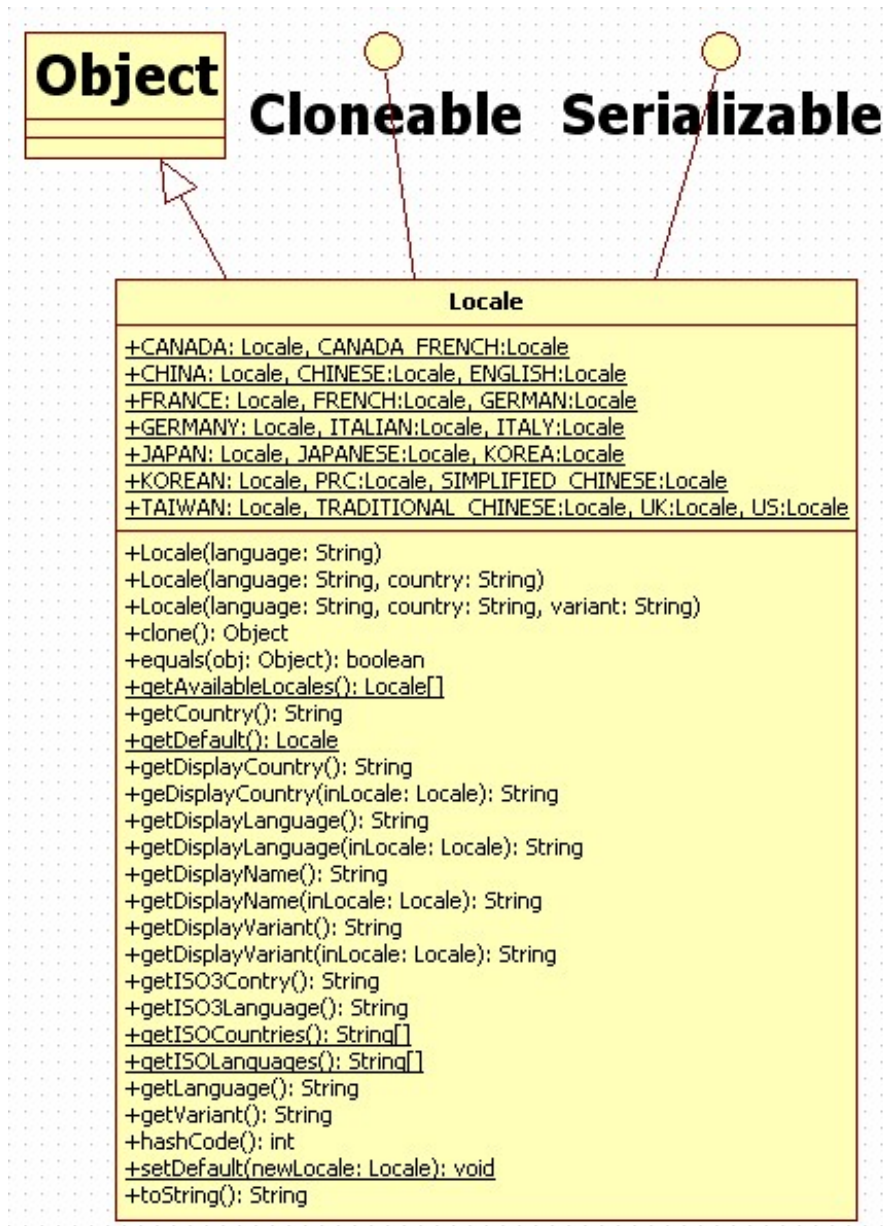 Object
Cloneable Serializable
Locale
+CANADA: Locale, CANADA_FRENCH:Locale
+CHINA: Locale, CHINESE:Locale, ENGLISH:Locale
+FRANCE: Locale, FRENCH:Locale, GERMAN:Locale
+GERMANY: Locale, ITALIAN:Locale, ITALY:Locale
+JAPAN: Locale, JAPANESE:Locale, KOREA:Locale
+KOREAN: Locale, PRC:Locale, SIMPLIFIED_CHINESE:Locale
+TAIWAN: Locale, TRADITIONAL_CHINESE:Locale, UK:Locale, US:Locale
+Locale(language: String)
+Locale(language: String, country: String)
+Locale(language: String, country: String, variant: String)
+clone(): Object
+equals(obj: Object): boolean
+getAvailableLocales(): Locale[]
+getCountry(): String
+getDefault(): Locale
+getDisplayCountry(): String
+geDisplayCountry(inLocale: Locale): String
+getDisplayLanguage(): String
+getDisplayLanguage(inLocale: Locale): String
+getDisplayName(): String
+getDisplayName(inLocale: Locale): String
+getDisplayVariant(): String
+getDisplayVariant(inLocale: Locale): String
+getISO3Contry(): String
+getISO3Language(): String
+getISOCountries(): String[]
+getISOLanguages(): String[]
+getLanguage(): String
+getVariant(): String
+hashCode(): int
+setDefault(newLocale: Locale): void
+toString(): String